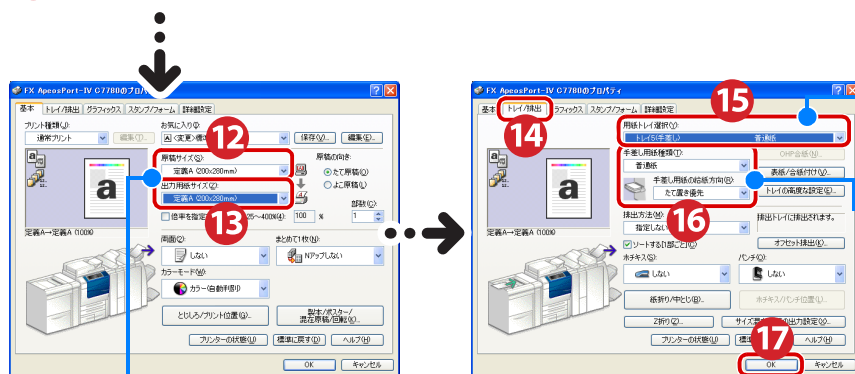 FX ApeosPort-IV C7780のプロパティ
基本 トレイ/排出 グラフィックス スタンプ/フォーム 詳細設定
プリント種類(J):
通常プリント
編集(T)...
お気に入り
<変更>標準
保存(V)...
編集(E)...
12
原稿サイズ(S):
定義A (200x280mm)
原稿の向き:
たて原稿(O)
よこ原稿(L)
出力用紙サイズ(Z):
定義A (200x280mm)
13
倍率を指定
25～400%(4):
100 %
部数(C):
1
a
a
定義A→定義A (100%)
両面(2):
しない
まとめて1枚(N):
Nアップしない
カラーモード(W):
カラー(自動判別)
とじしろ/プリント位置(G)...
製本/ポスター/
混在原稿/回転(X)...
プリンターの状態(U)
標準に戻す(D)
ヘルプ(H)
OK
キャンセル
FX ApeosPort-IV C7780のプロパティ
基本 トレイ/排出 グラフィックス スタンプ/フォーム 詳細設定
14
15
用紙トレイ選択(Y):
トレイ5(手差し) 普通紙
手差し用紙種類(T):
普通紙
OHP合紙(N)...
表紙/合紙付け(V)...
手差し用紙の給紙方向(B):
たて置き優先
トレイの高度な設定(E)...
16
a
a
定義A→定義A (100%)
排出方法(M):
指定しない
排出トレイに排出されます。
ソートする[1部ごと](C)
オフセット排出(K)...
ホチキス(S):
しない
パンチ(O):
しない
紙折り/中とじ(B)...
ホチキス/パンチ位置(L)...
Z折り(Z)...
プリンターの状態(U)
17
ヘルプ(H)
OK
キャンセル